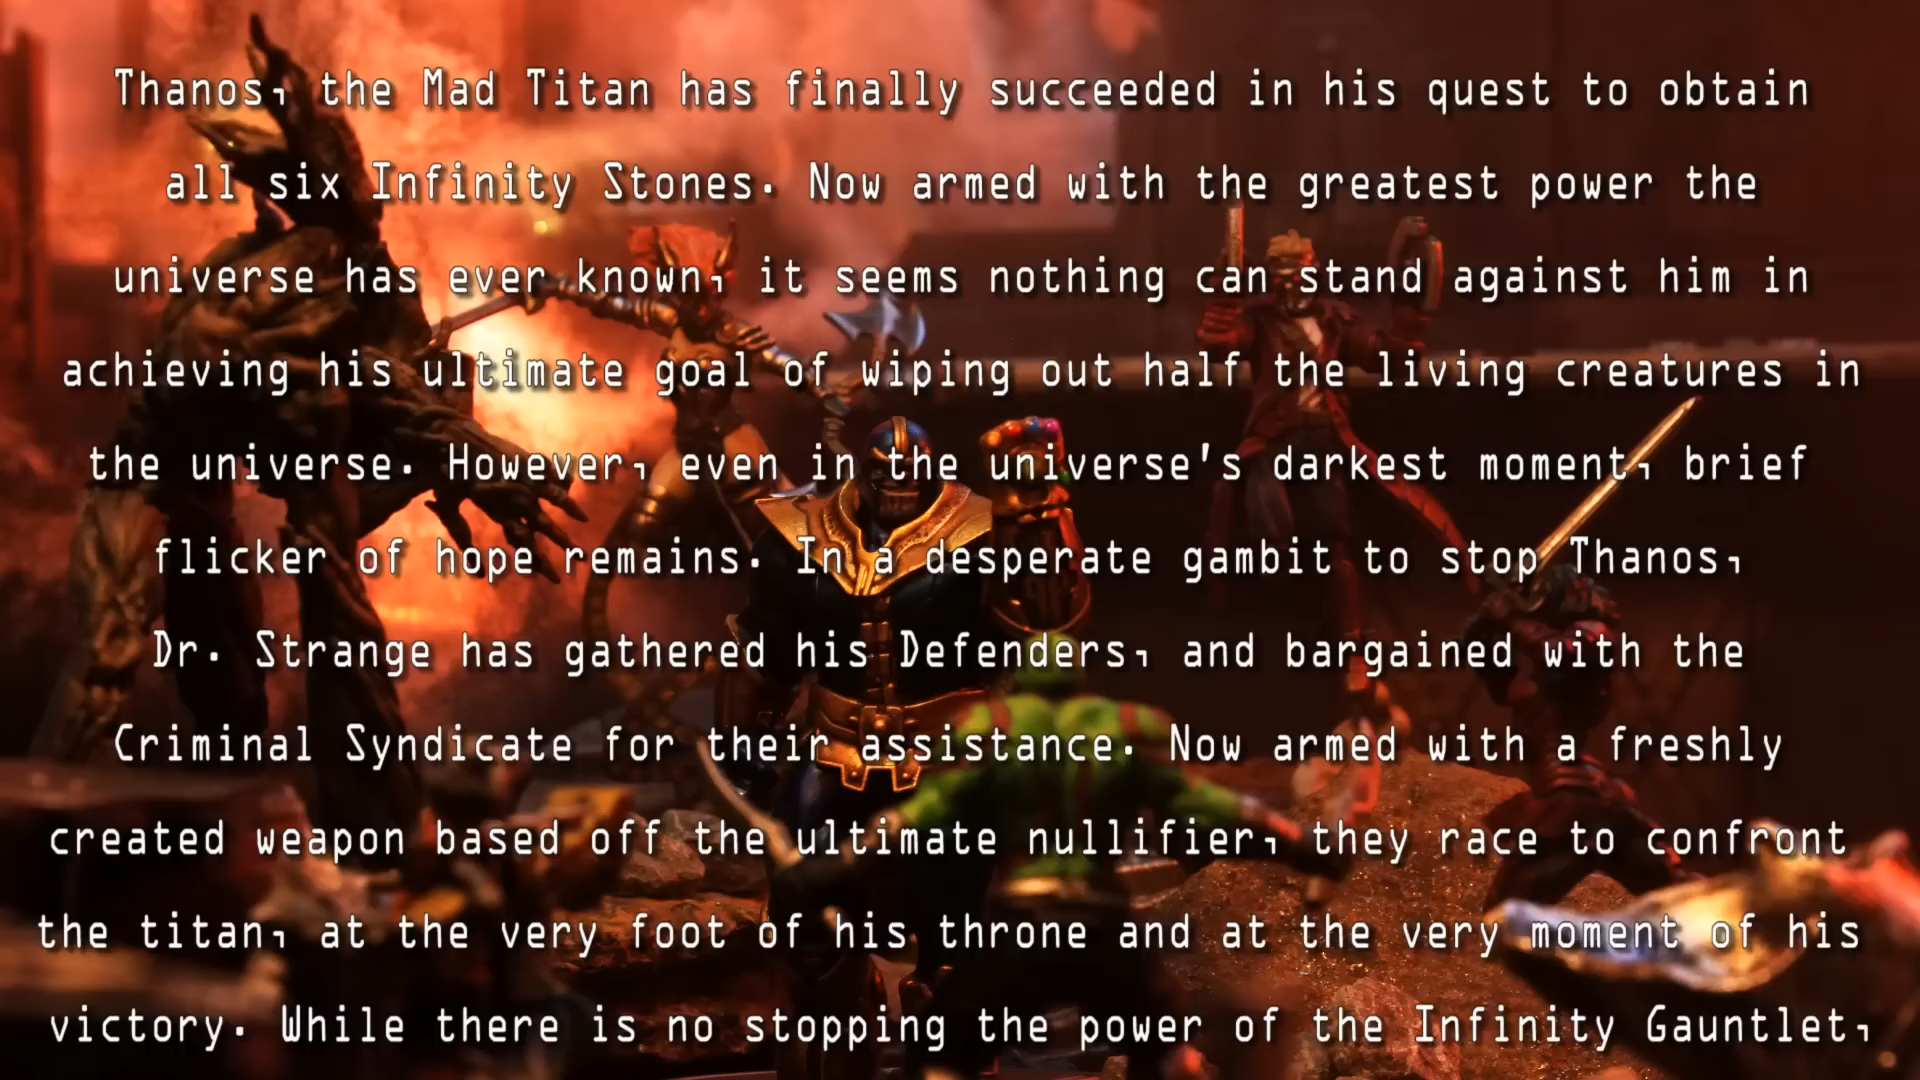 Thanos, the Mad Titan has finally succeeded in his quest to obtain
all six Infinity Stones. Now armed with the greatest power the
universe has ever known, it seems nothing can stand against him in
achieving his ultimate goal of wiping out half the living creatures in
the universe. However, even in the universe's darkest moment, brief
flicker of hope remains. In a desperate gambit to stop Thanos,
Dr. Strange has gathered his Defenders, and bargained with the
Criminal Syndicate for their assistance. Now armed with a freshly
created weapon based off the ultimate nullifier, they race to confront
the titan, at the very foot of his throne and at the very moment of his
victory. While there is no stopping the power of the Infinity Gauntlet,